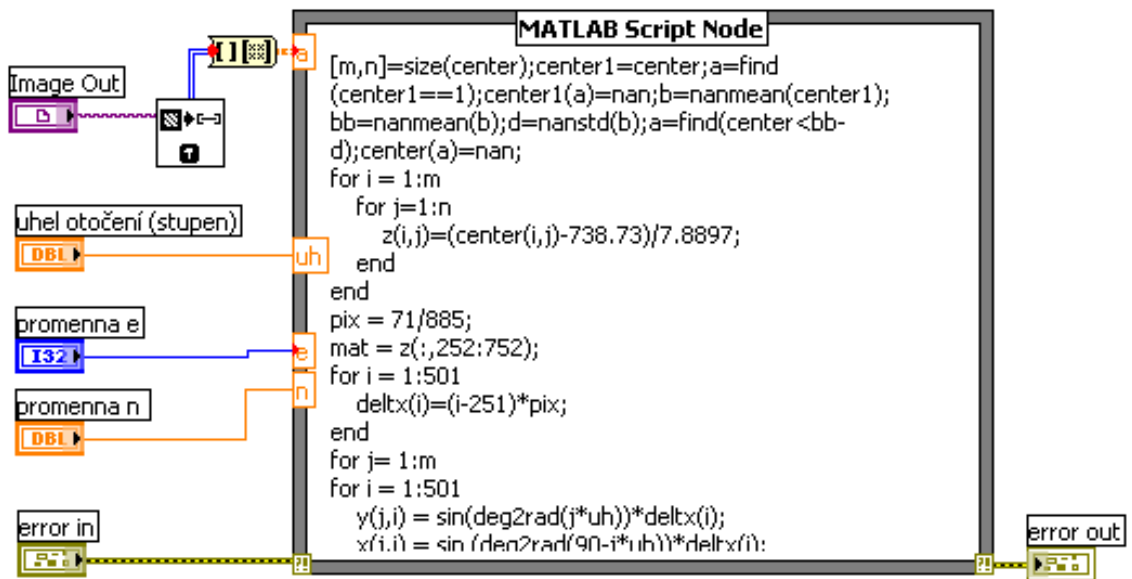 MATLAB Script Node
[m,n]=size(center);center1=center;a=find
(center1==1);center1(a)=nan;b=nanmean(center1);
bb=nanmean(b);d=nanstd(b);a=find(center<bb-
d);center(a)=nan;
for i = 1:m
for j=1:n
z(i,j)=(center(i,j)-738.73)/7.8897;
end
end
pix = 71/885;
mat = z(:,252:752);
for i = 1:501
deltx(i)=(i-251)*pix;
end
for j= 1:m
for i = 1:501
y(j,i) = sin(deg2rad(j*uh))*deltx(i);
x(j,i) = sin (deg2rad(90-j*uh))*deltx(i);
Image Out
a
uhel otočení (stupen)
DBL
uh
promenna e
I32
e
promenna n
DBL
n
error in
error out